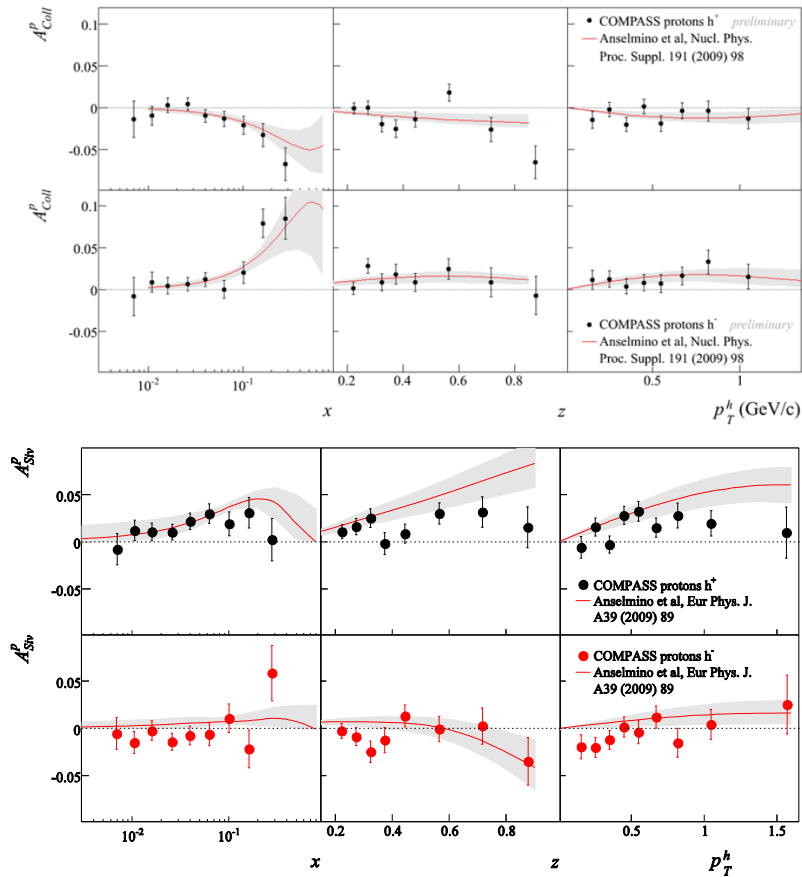 A^p_Coll
0.1
0.05
0
-0.05
COMPASS protons h⁺ preliminary
Anselmino et al, Nucl. Phys.
Proc. Suppl. 191 (2009) 98
A^p_Coll
0.1
0.05
0
-0.05
COMPASS protons h⁻ preliminary
Anselmino et al, Nucl. Phys.
Proc. Suppl. 191 (2009) 98
10⁻² 10⁻¹ 0.2 0.4 0.6 0.8 0.5 1
x z p_T^h (GeV/c)
A^p_Siv
0.05
0
-0.05
COMPASS protons h⁺
Anselmino et al, Eur Phys. J.
A39 (2009) 89
A^p_Siv
0.05
0
-0.05
COMPASS protons h⁻
Anselmino et al, Eur Phys. J.
A39 (2009) 89
10⁻² 10⁻¹ 0.2 0.4 0.6 0.8 0.5 1 1.5
x z p_T^h